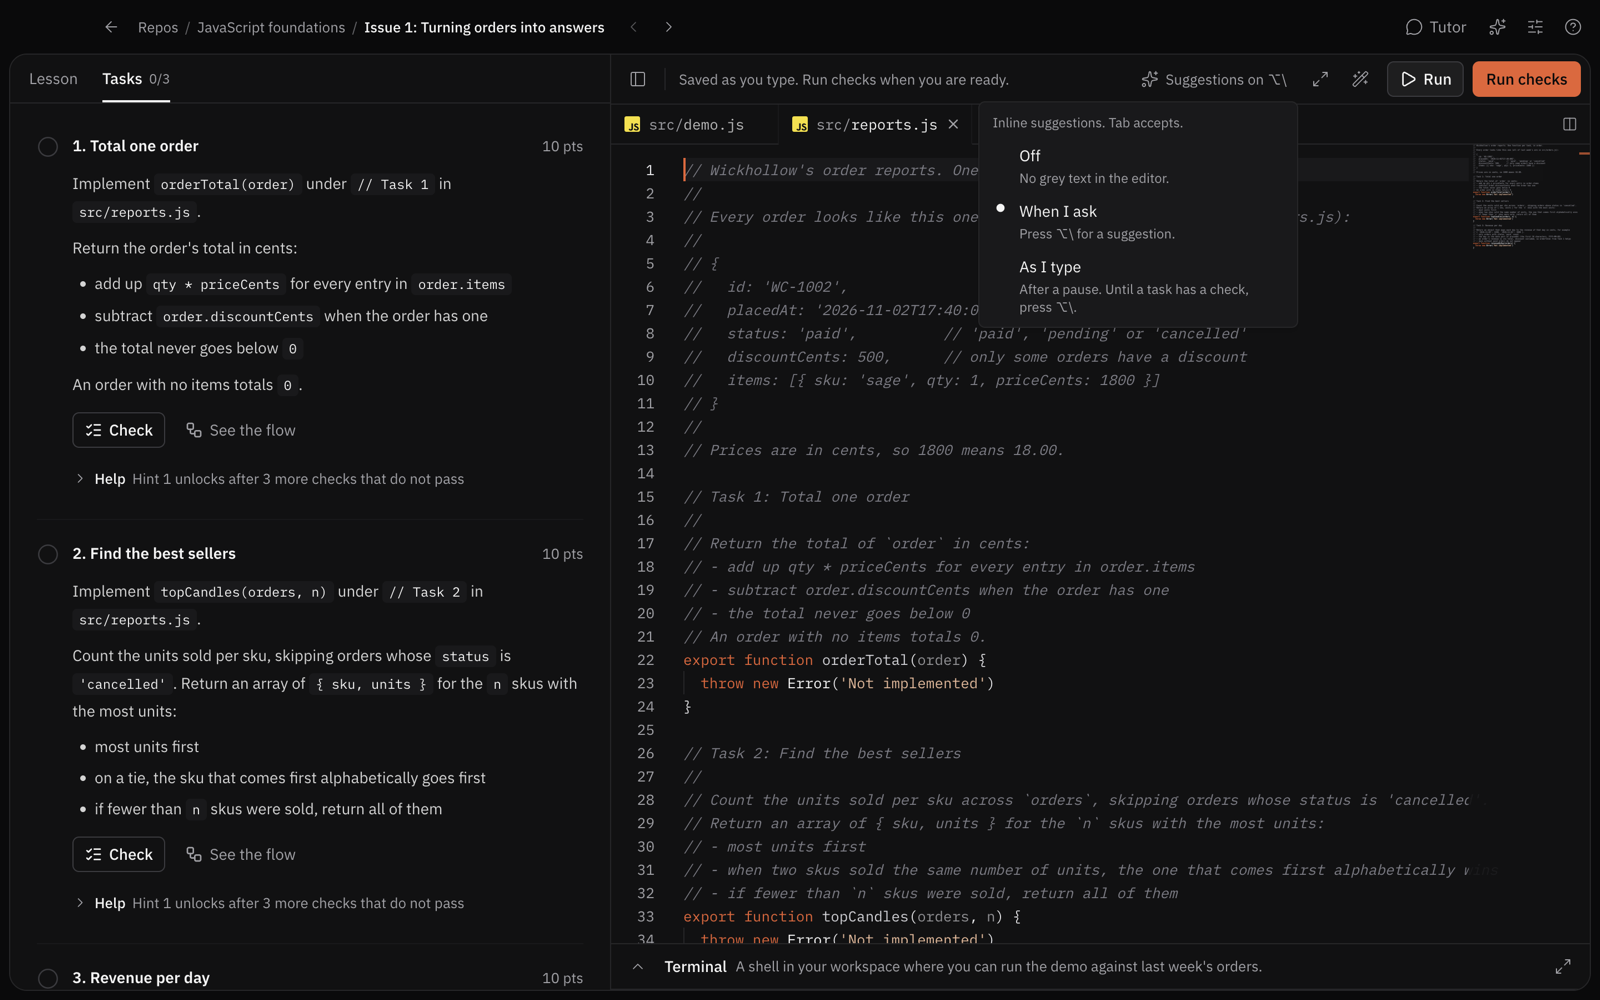 Repos / JavaScript foundations / Issue 1: Turning orders into answers
Tutor
Lesson
Tasks 0/3
1. Total one order
10 pts
Implement orderTotal(order) under // Task 1 in
src/reports.js .
Return the order's total in cents:
• add up qty * priceCents for every entry in order.items
• subtract order.discountCents when the order has one
• the total never goes below 0
An order with no items totals 0 .
Check
See the flow
Help Hint 1 unlocks after 3 more checks that do not pass
2. Find the best sellers
10 pts
Implement topCandles(orders, n) under // Task 2 in
src/reports.js .
Count the units sold per sku, skipping orders whose status is
'cancelled' . Return an array of { sku, units } for the n skus with
the most units:
• most units first
• on a tie, the sku that comes first alphabetically goes first
• if fewer than n skus were sold, return all of them
Check
See the flow
Help Hint 1 unlocks after 3 more checks that do not pass
3. Revenue per day
10 pts
Saved as you type. Run checks when you are ready.
Suggestions on ⌥\
Run
Run checks
JS src/demo.js
JS src/reports.js
Inline suggestions. Tab accepts.
Off
No grey text in the editor.
When I ask
Press ⌥\ for a suggestion.
As I type
After a pause. Until a task has a check,
press ⌥\.
1 // Wickhollow's order reports. One
2 //
3 // Every order looks like this one rs.js):
4 //
5 // {
6 //   id: 'WC-1002',
7 //   placedAt: '2026-11-02T17:40:0
8 //   status: 'paid',          // 'paid', 'pending' or 'cancelled'
9 //   discountCents: 500,      // only some orders have a discount
10 //   items: [{ sku: 'sage', qty: 1, priceCents: 1800 }]
11 // }
12 //
13 // Prices are in cents, so 1800 means 18.00.
14
15 // Task 1: Total one order
16 //
17 // Return the total of `order` in cents:
18 // - add up qty * priceCents for every entry in order.items
19 // - subtract order.discountCents when the order has one
20 // - the total never goes below 0
21 // An order with no items totals 0.
22 export function orderTotal(order) {
23   throw new Error('Not implemented')
24 }
25
26 // Task 2: Find the best sellers
27 //
28 // Count the units sold per sku across `orders`, skipping orders whose status is 'cancelled'
29 // Return an array of { sku, units } for the `n` skus with the most units:
30 // - most units first
31 // - when two skus sold the same number of units, the one that comes first alphabetically wins
32 // - if fewer than `n` skus were sold, return all of them
33 export function topCandles(orders, n) {
34   throw new Error('Not implemented')
Terminal A shell in your workspace where you can run the demo against last week's orders.